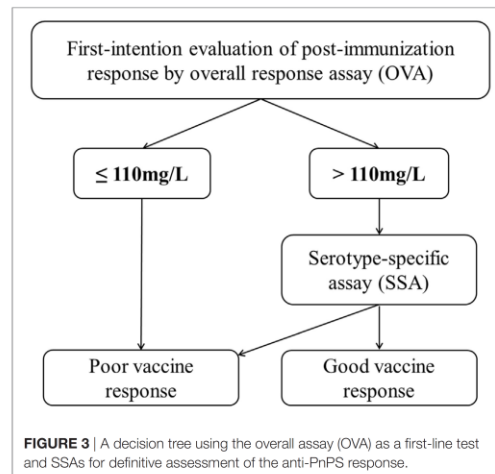 First-intention evaluation of post-immunization
response by overall response assay (OVA)
≤ 110mg/L
> 110mg/L
Serotype-specific
assay (SSA)
Poor vaccine
response
Good vaccine
response
FIGURE 3 | A decision tree using the overall assay (OVA) as a first-line test
and SSAs for definitive assessment of the anti-PnPS response.